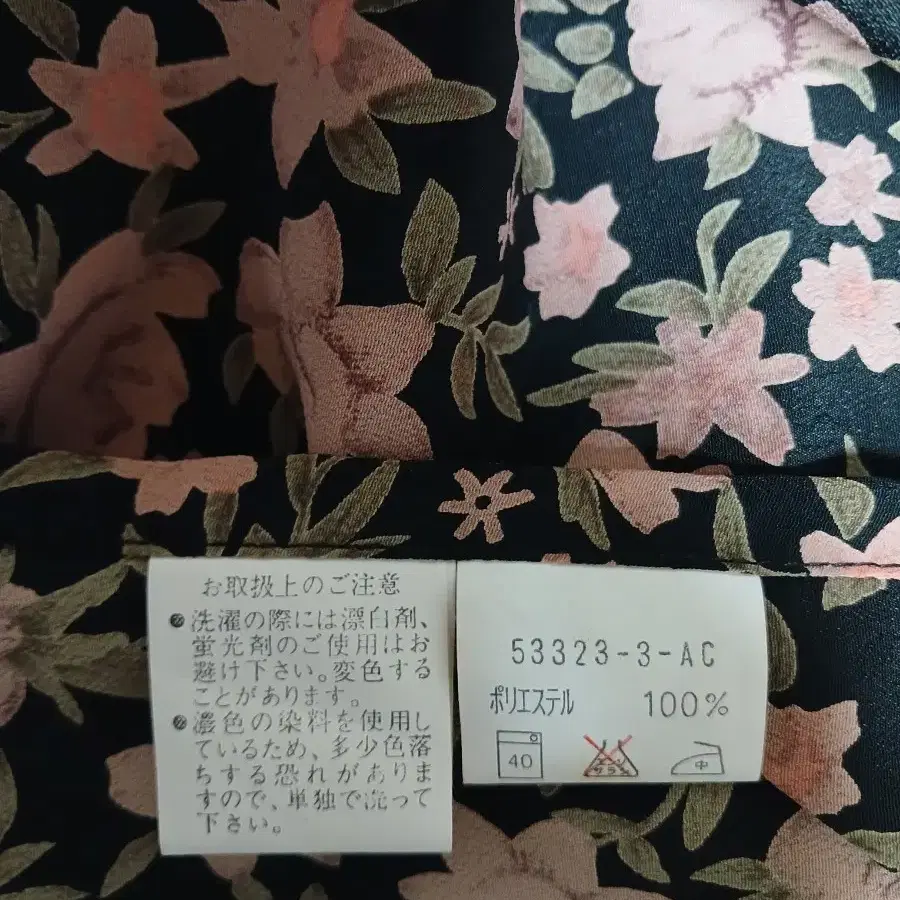 お取扱上のご注意
●洗濯の際には漂白剤、
蛍光剤のご使用はお
避け下さい。変色する
ことがあります。
●濃色の染料を使用し
ているため、多少色落
ちする恐れがありま
すので、単独で洗って
下さい。
53323-3-AC
ポリエステル 100%
40
中